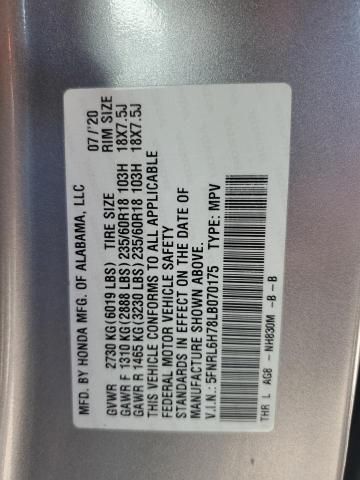 MFD. BY HONDA MFG. OF ALABAMA, LLC 07/'20
GVWR 2730 KG(6019 LBS) TIRE SIZE RIM SIZE
GAWR F 1310 KG(2888 LBS) 235/60R18 103H 18X7.5J
GAWR R 1465 KG(3230 LBS) 235/60R18 103H 18X7.5J
THIS VEHICLE CONFORMS TO ALL APPLICABLE
FEDERAL MOTOR VEHICLE SAFETY
STANDARDS IN EFFECT ON THE DATE OF
MANUFACTURE SHOWN ABOVE.
V.I.N.: 5FNRL6H78LB070175 TYPE: MPV
THR L AG8 - NH830M -B-B